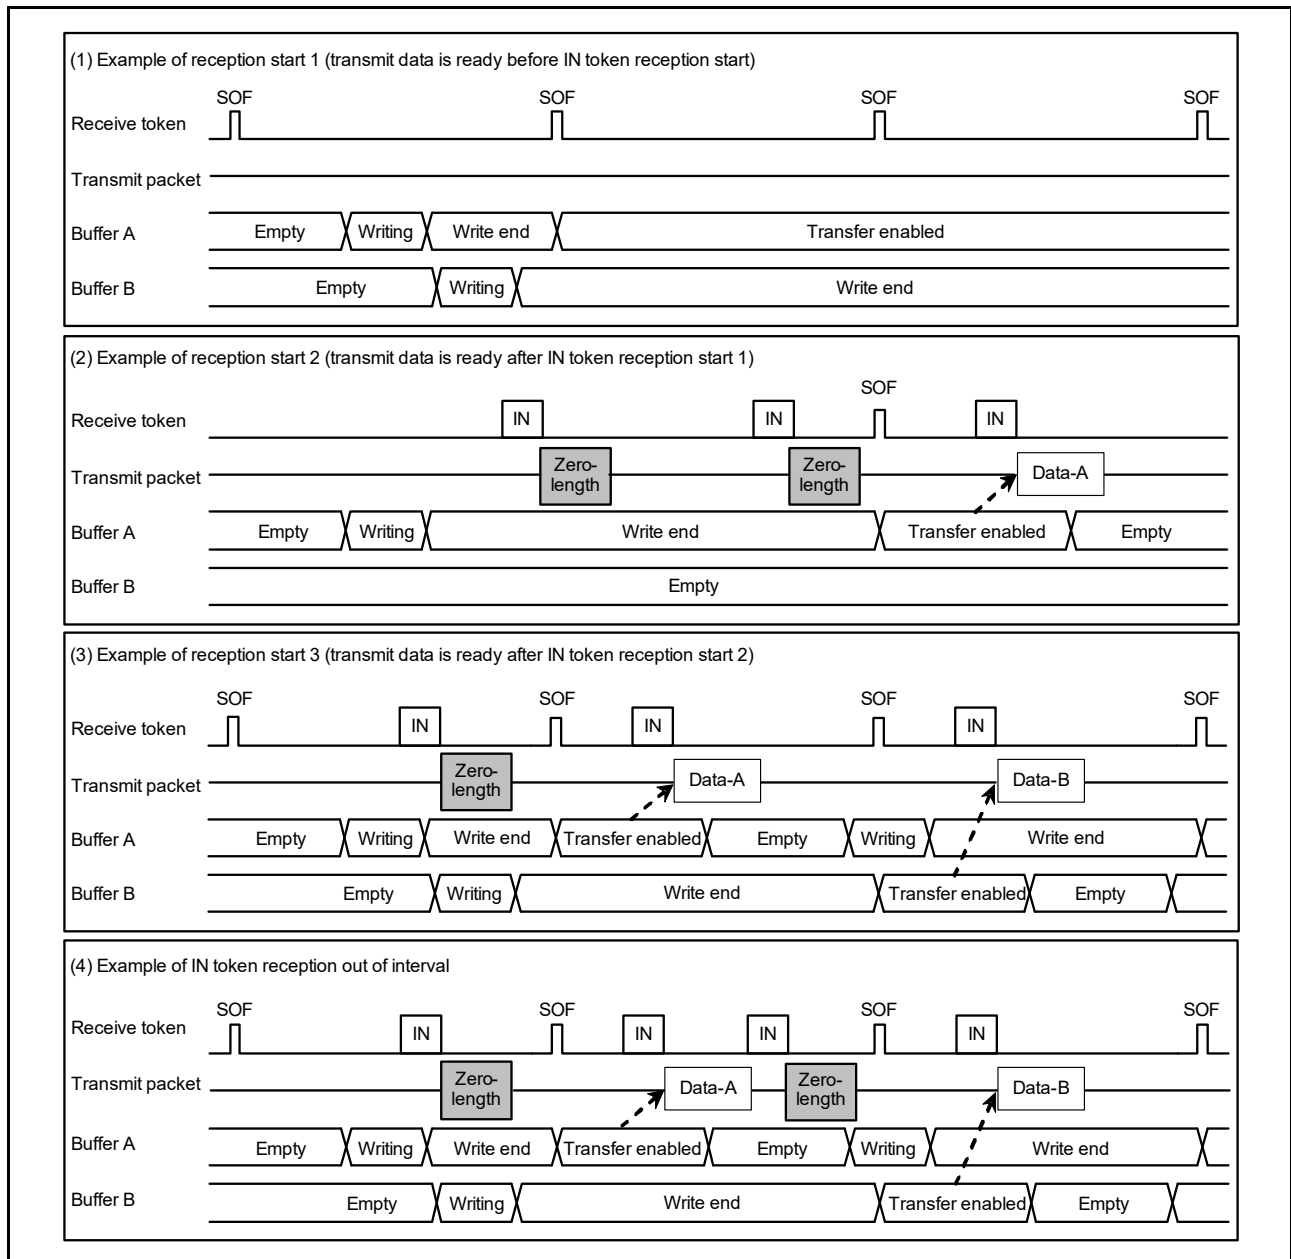 (1) Example of reception start 1 (transmit data is ready before IN token reception start)
SOF SOF SOF SOF
Receive token
Transmit packet
Buffer A Empty Writing Write end Transfer enabled
Buffer B Empty Writing Write end
(2) Example of reception start 2 (transmit data is ready after IN token reception start 1)
SOF
Receive token IN IN IN
Transmit packet Zero-length Zero-length Data-A
Buffer A Empty Writing Write end Transfer enabled Empty
Buffer B Empty
(3) Example of reception start 3 (transmit data is ready after IN token reception start 2)
SOF SOF SOF SOF
Receive token IN IN IN
Transmit packet Zero-length Data-A Data-B
Buffer A Empty Writing Write end Transfer enabled Empty Writing Write end
Buffer B Empty Writing Write end Transfer enabled Empty
(4) Example of IN token reception out of interval
SOF SOF SOF SOF
Receive token IN IN IN IN
Transmit packet Zero-length Data-A Zero-length Data-B
Buffer A Empty Writing Write end Transfer enabled Empty Writing Write end
Buffer B Empty Writing Write end Transfer enabled Empty